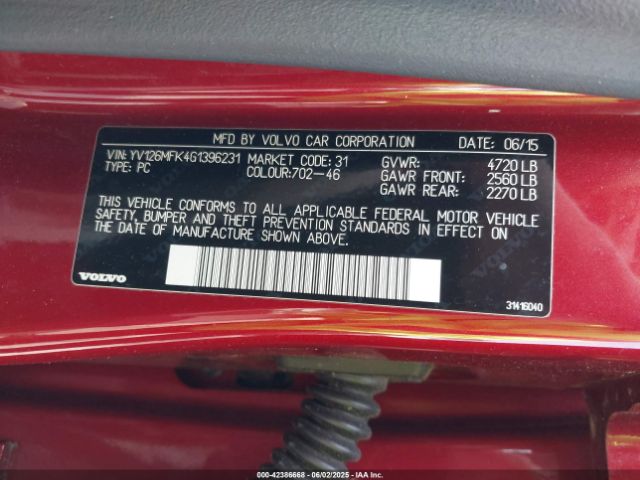 MFD BY VOLVO CAR CORPORATION DATE: 06/15
VIN: YV126MFK4G1396231 MARKET CODE: 31 GVWR: 4720 LB
TYPE: PC COLOUR: 702-46 GAWR FRONT: 2560 LB
GAWR REAR: 2270 LB
THIS VEHICLE CONFORMS TO ALL APPLICABLE FEDERAL MOTOR VEHICLE
SAFETY, BUMPER AND THEFT PREVENTION STANDARDS IN EFFECT ON
THE DATE OF MANUFACTURE SHOWN ABOVE.
VOLVO 31416040
000-42386668 - 06/02/2025 - IAA Inc.